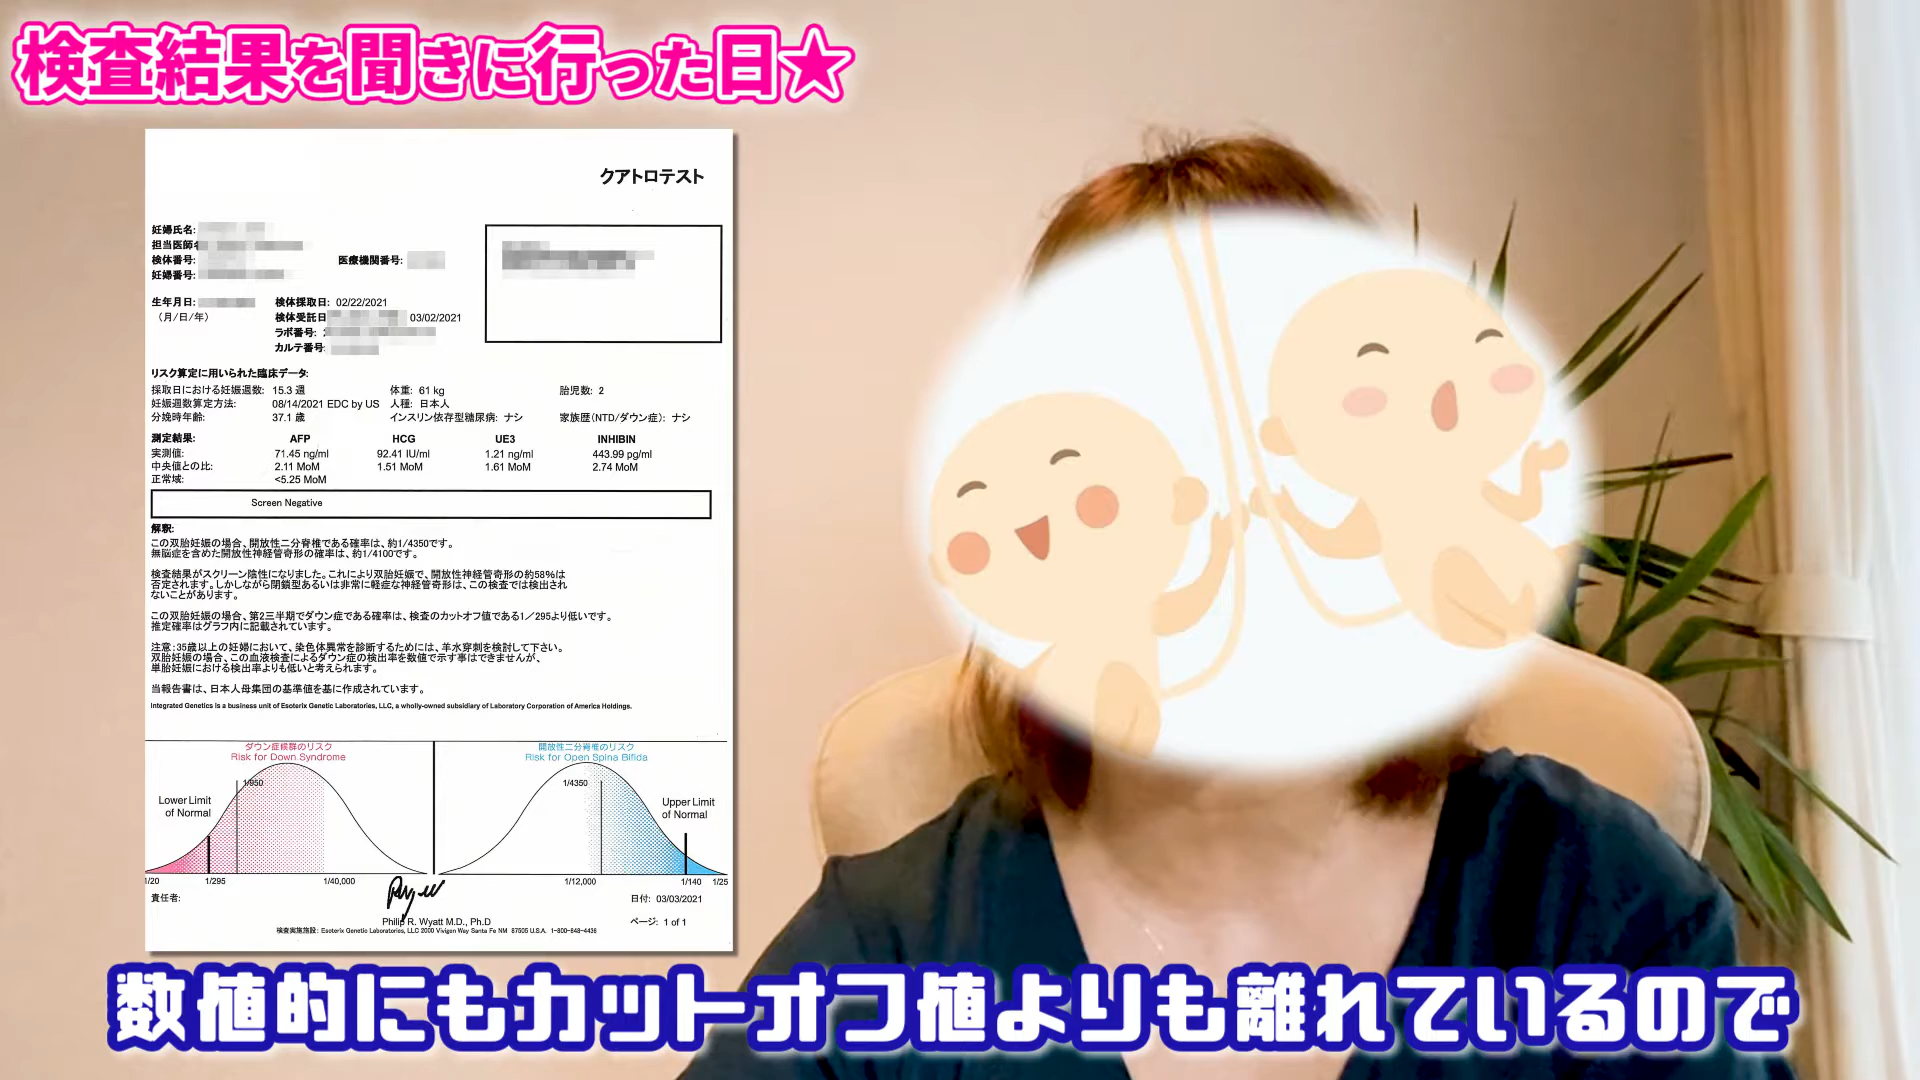 検査結果を聞きに行った日★
クアトロテスト
妊婦氏名:
担当医師名
検体番号:
医療機関番号:
妊婦番号:
生年月日:
検体採取日: 02/22/2021
(月/日/年)
検体受託日 03/02/2021
ラボ番号:
カルテ番号:
リスク算定に用いられた臨床データ:
採取日における妊娠週数: 15.3 週 体重: 61 kg 胎児数: 2
妊娠週数算定方法: 08/14/2021 EDC by US 人種: 日本人
分娩時年齢: 37.1 歳 インスリン依存型糖尿病: ナシ 家族歴(NTD/ダウン症): ナシ
測定結果: AFP HCG UE3 INHIBIN
実測値: 71.45 ng/ml 92.41 IU/ml 1.21 ng/ml 443.99 pg/ml
中央値との比: 2.11 MoM 1.51 MoM 1.61 MoM 2.74 MoM
正常域: <5.25 MoM
Screen Negative
解釈:
この双胎妊娠の場合、開放性二分脊椎である確率は、約1/4350です。
無脳症を含めた開放性神経管奇形の確率は、約1/4100です。
検査結果がスクリーン陰性になりました。これにより双胎妊娠で、開放性神経管奇形の約58%は
否定されます。しかしながら閉鎖型あるいは非常に軽症な神経管奇形は、この検査では検出され
ないことがあります。
この双胎妊娠の場合、第2三半期でダウン症である確率は、検査のカットオフ値である1/295より低いです。
推定確率はグラフ内に記載されています。
注意:35歳以上の妊婦において、染色体異常を診断するためには、羊水穿刺を検討して下さい。
双胎妊娠の場合、この血液検査によるダウン症の検出率を数値で示す事はできませんが、
単胎妊娠における検出率よりも低いと考えられます。
当報告書は、日本人母集団の基準値を基に作成されています。
Integrated Genetics is a business unit of Esoterix Genetic Laboratories, LLC, a wholly-owned subsidiary of Laboratory Corporation of America Holdings.
ダウン症候群のリスク
Risk for Down Syndrome
1/950
Lower Limit
of Normal
1/20 1/295 1/40,000
開放性二分脊椎のリスク
Risk for Open Spina Bifida
1/4350
Upper Limit
of Normal
1/12,000 1/140 1/25
責任者:
日付: 03/03/2021
Philip R. Wyatt M.D., Ph.D
ページ: 1 of 1
検査実施施設: Esoterix Genetic Laboratories, LLC 2000 Vivigen Way Santa Fe NM 87505 U.S.A. 1-800-848-4436
数値的にもカットオフ値よりも離れているので